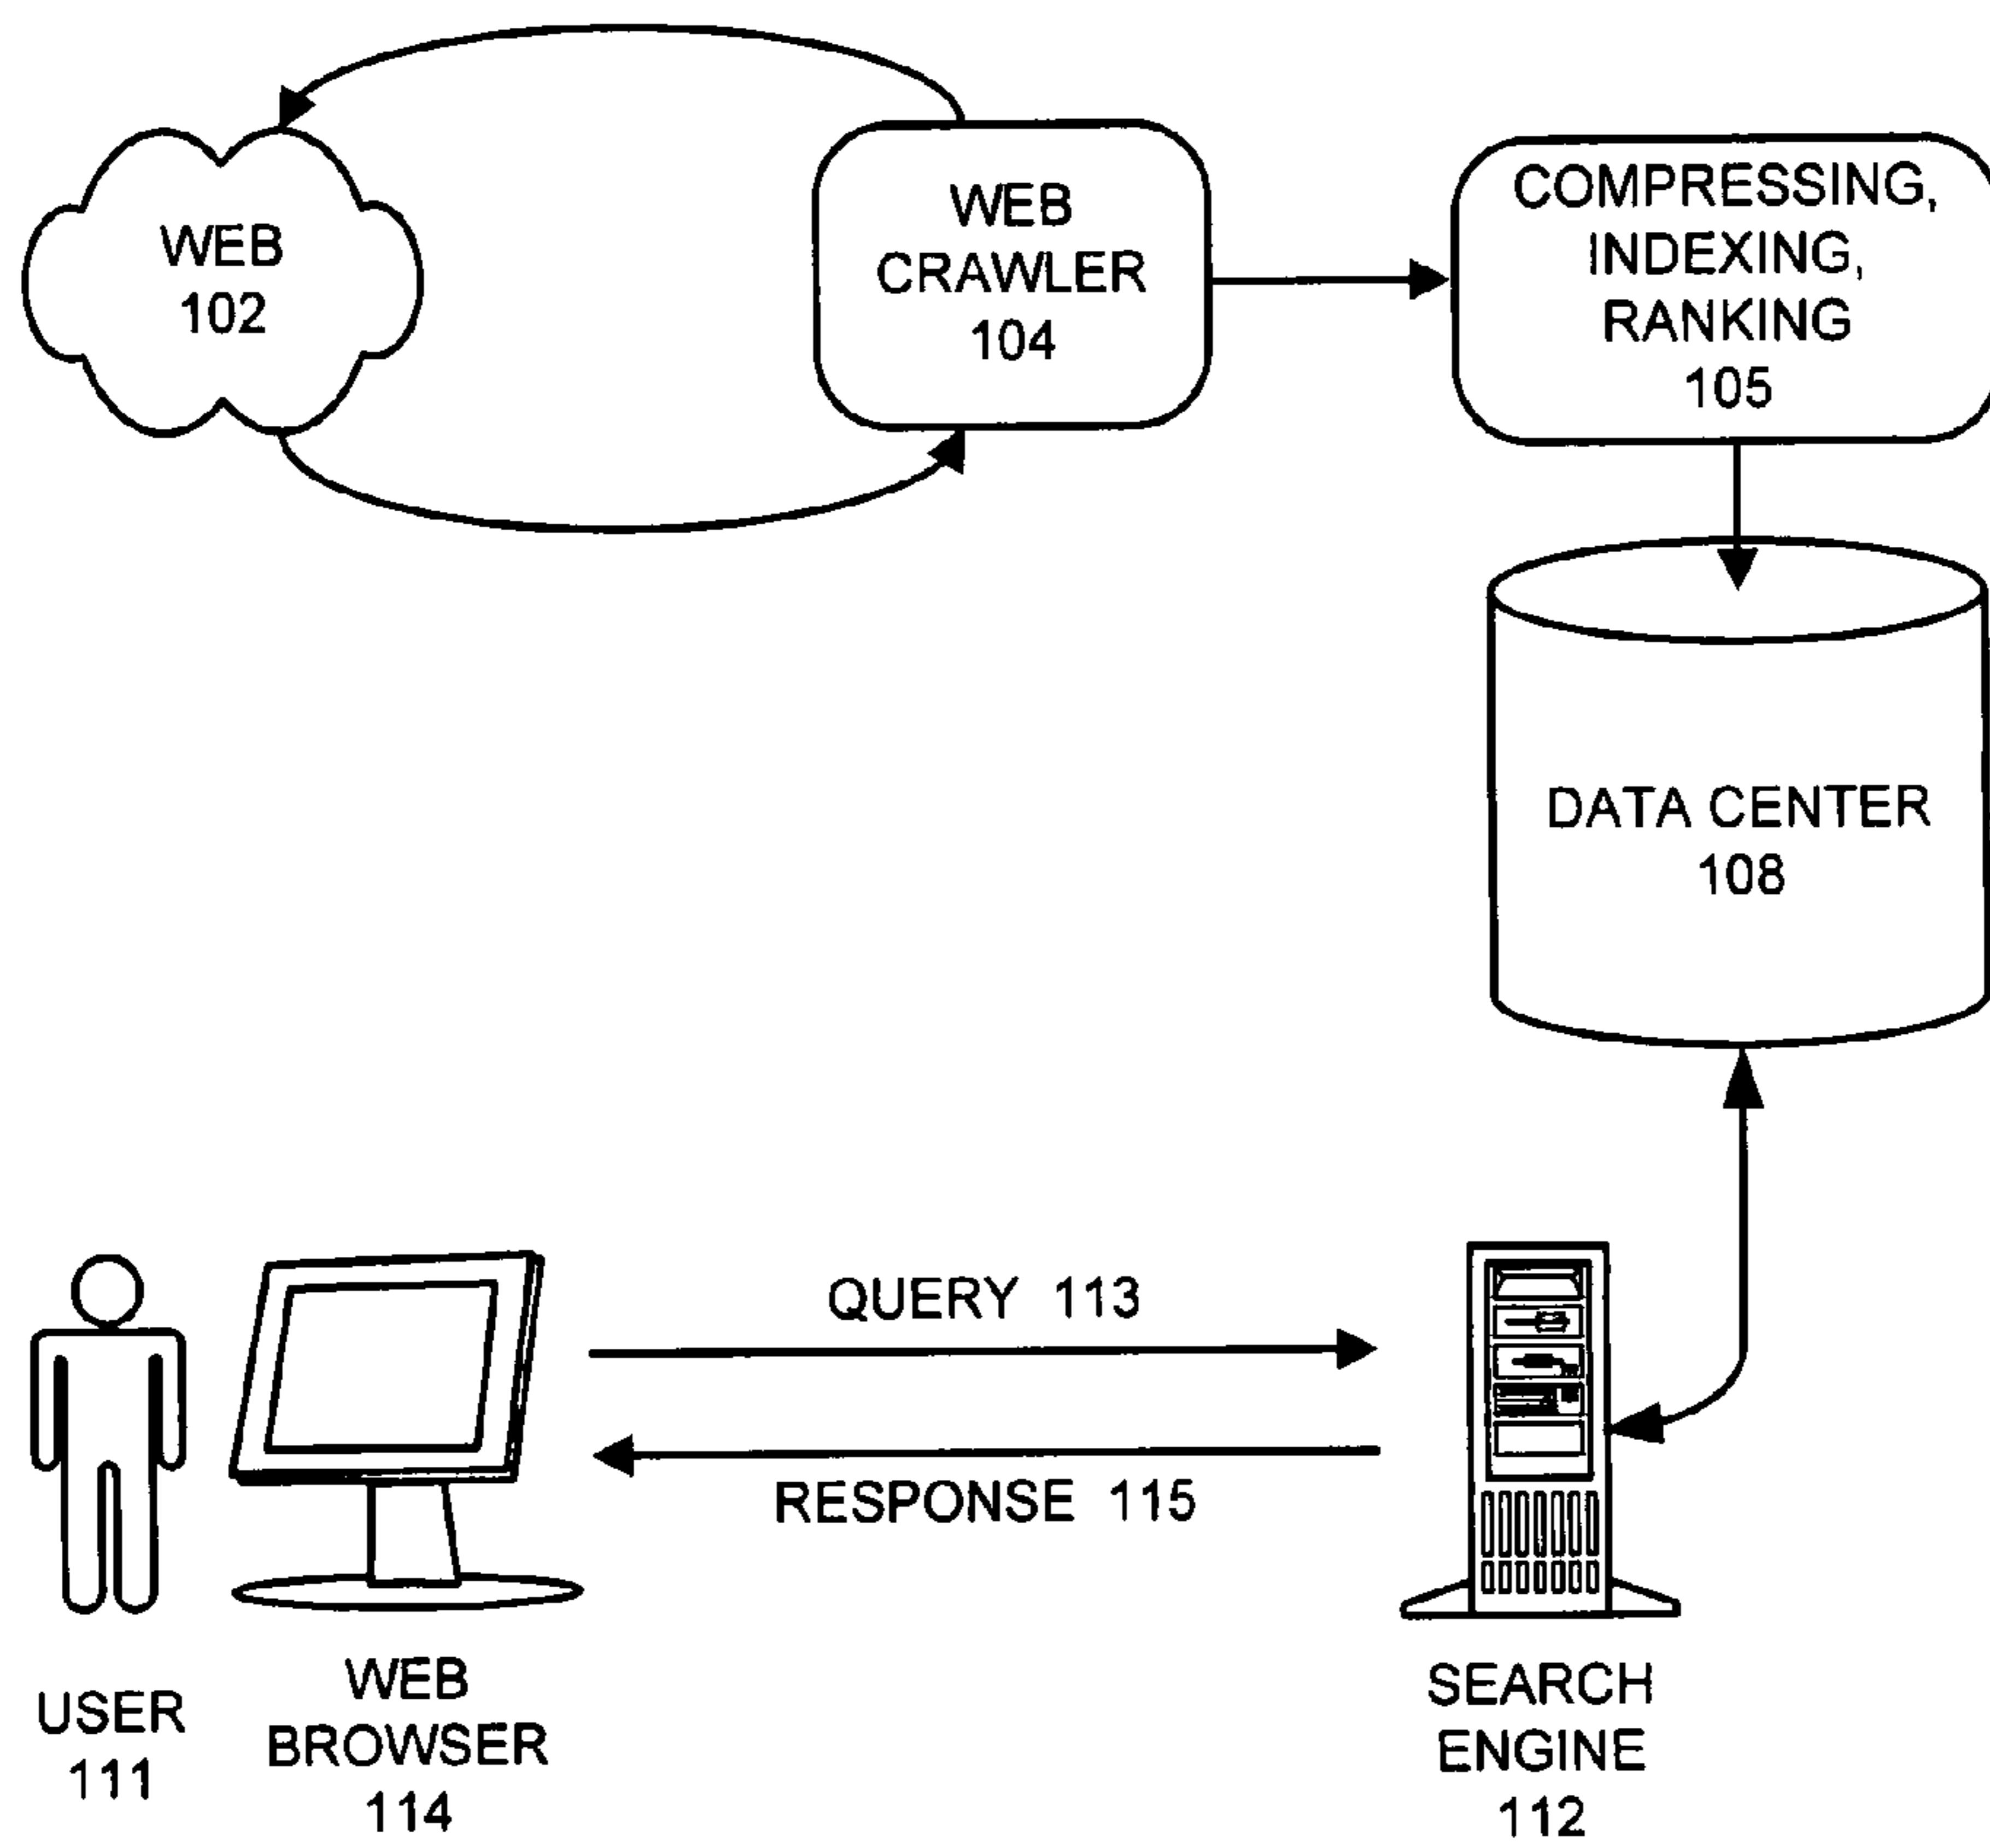 WEB
102
WEB
CRAWLER
104
COMPRESSING,
INDEXING,
RANKING
105
DATA CENTER
108
QUERY 113
RESPONSE 115
USER
111
WEB
BROWSER
114
SEARCH
ENGINE
112